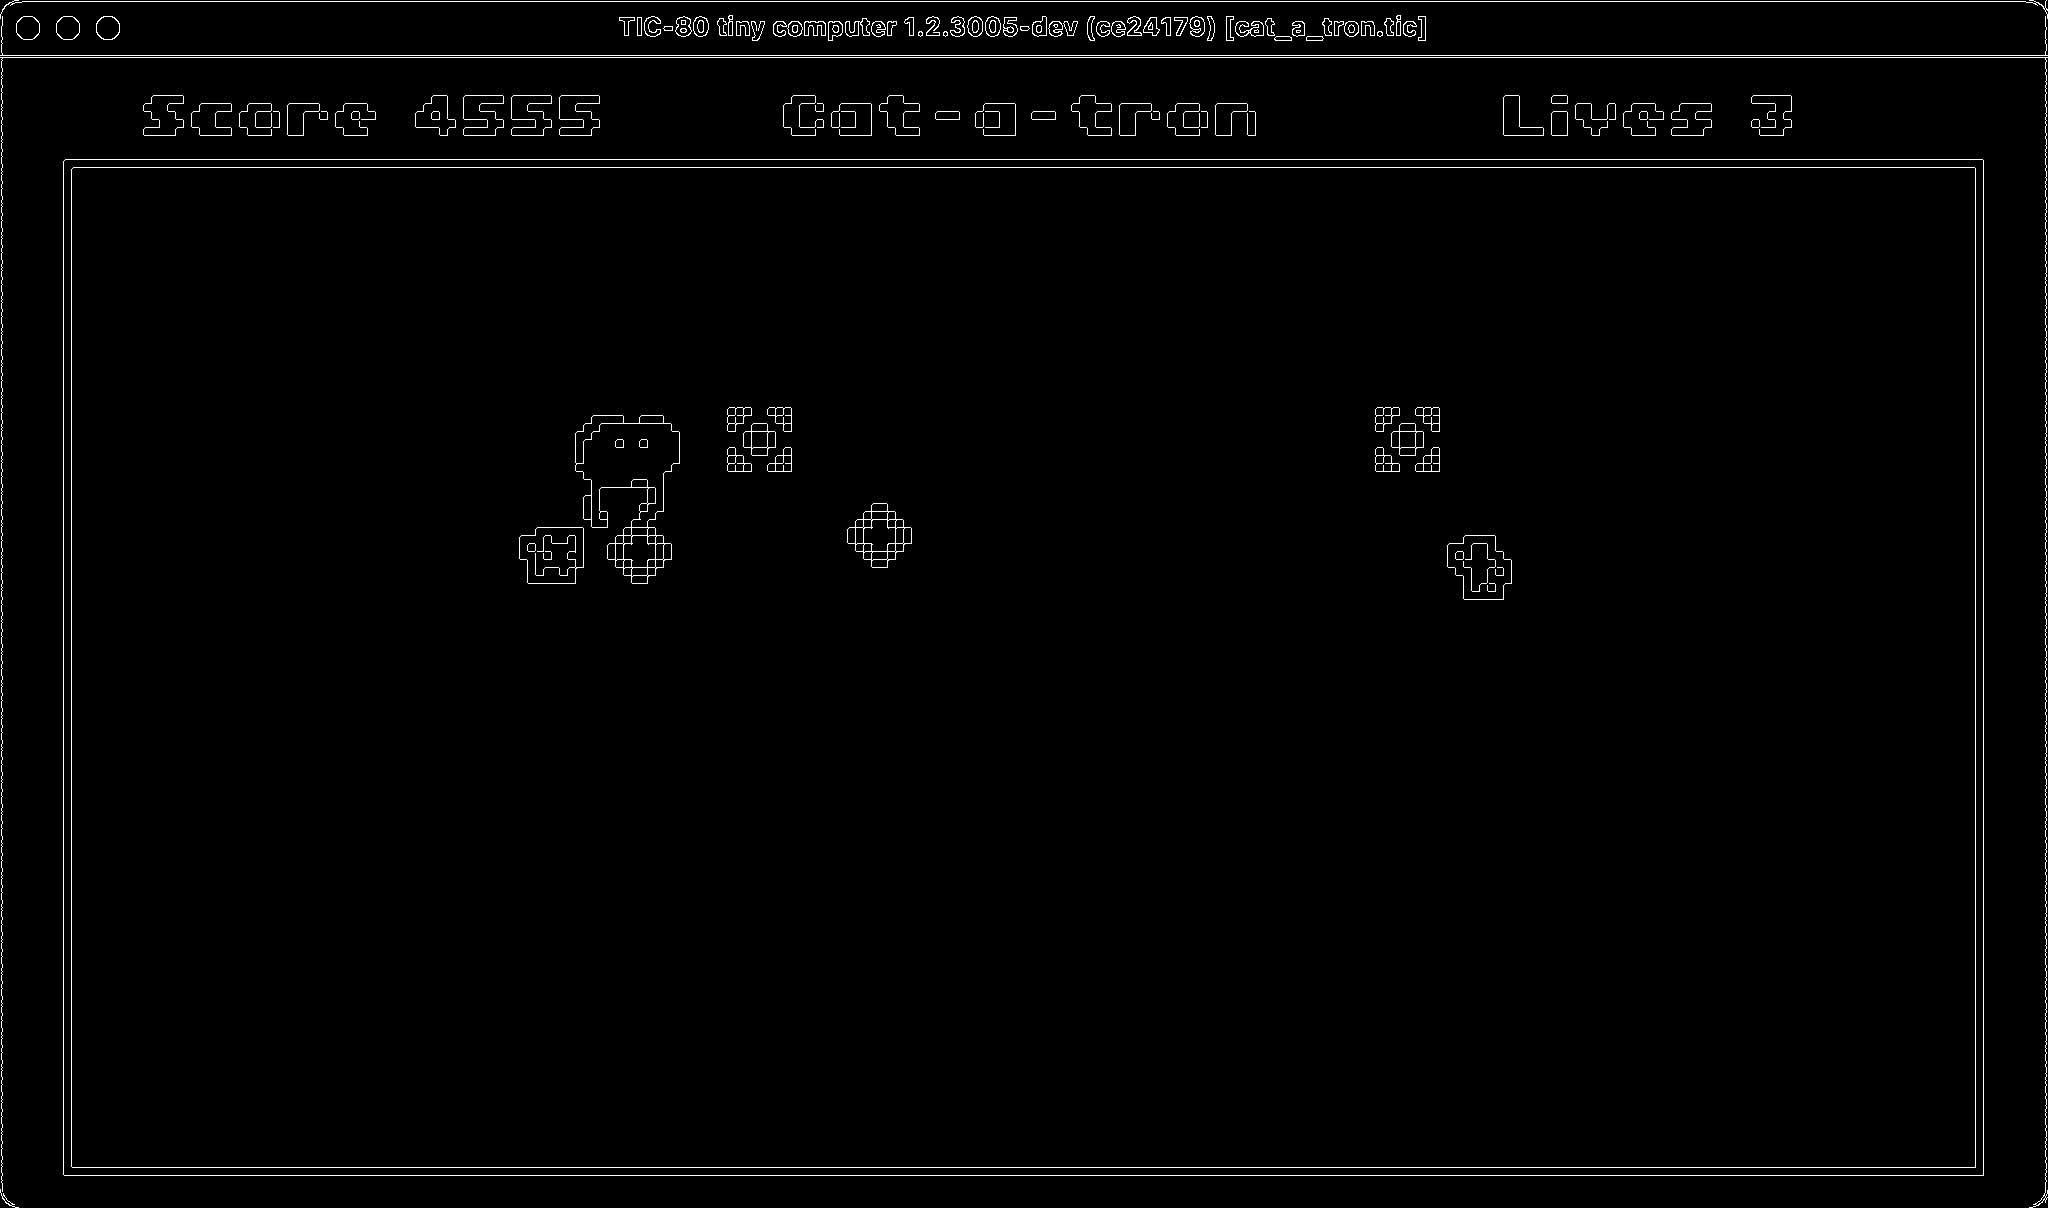 TIC-80 tiny computer 1.2.3005-dev (ce24179) [cat_a_tron.tic]
Score 4555 Cat-a-tron Lives 3